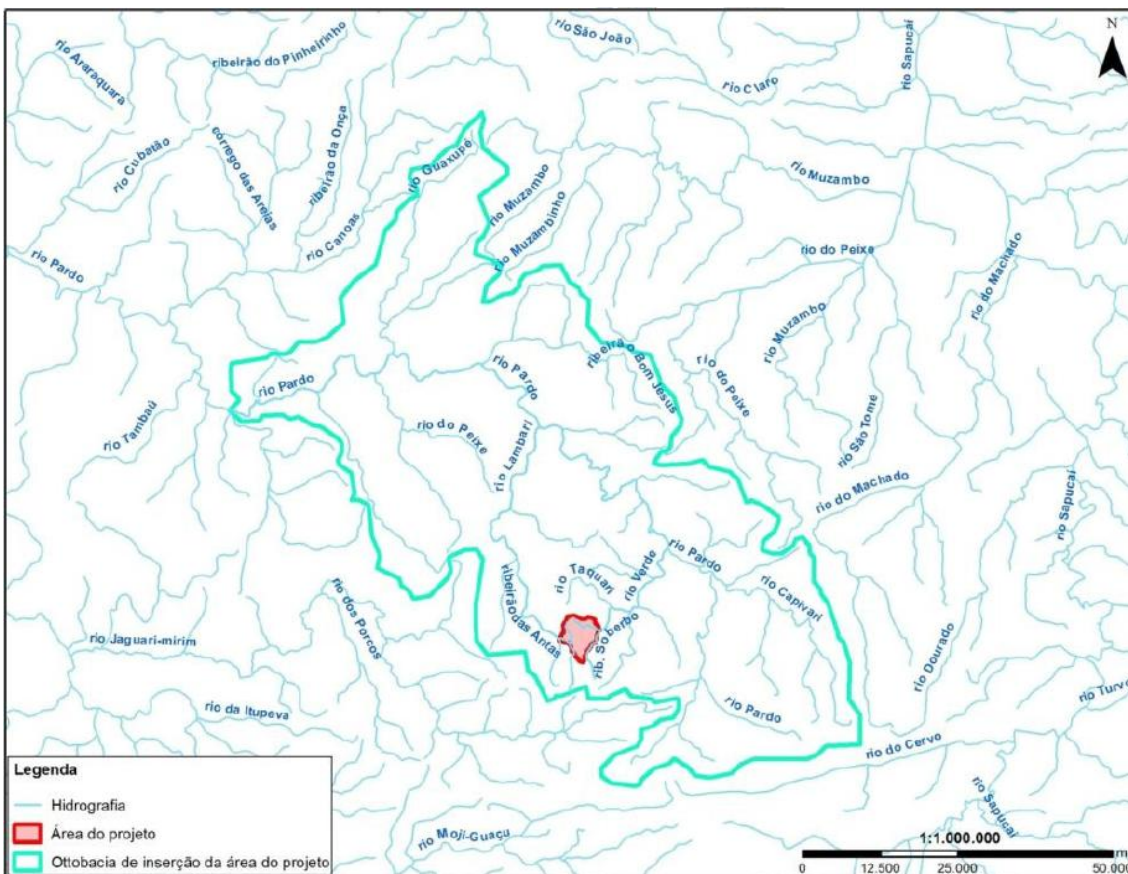 N
rio São João
ribeirão do Pinheirinho
rio Araraquara
rio Sapucaí
rio Claro
rio Cubatão
córrego das Areias
ribeirão da Onça
rio Guaxupé
rio Muzambo
rio Muzambo
rio Muzambinho
rio Canoas
rio Pardo
rio do Peixe
rio do Machado
rio Muzambo
ribeirão Bom Jesus
rio Pardo
rio Pardo
rio do Peixe
rio Tambaú
rio do Peixe
rio Lambari
rio São Tomé
rio do Machado
rio Sapucaí
rio Pardo
rio Verde
rio Taquari
rio Capivari
ribeirão das Antas
rib. Soberbo
rio dos Porcos
rio Jaguari-mirim
rio Dourado
rio Turvo
rio da Itupeva
rio Pardo
rio do Cervo
rio Sapucaí
rio Moji-Guaçu
Legenda
Hidrografia
Área do projeto
Ottobacia de inserção da área do projeto
1:1.000.000
m
0 12.500 25.000 50.000